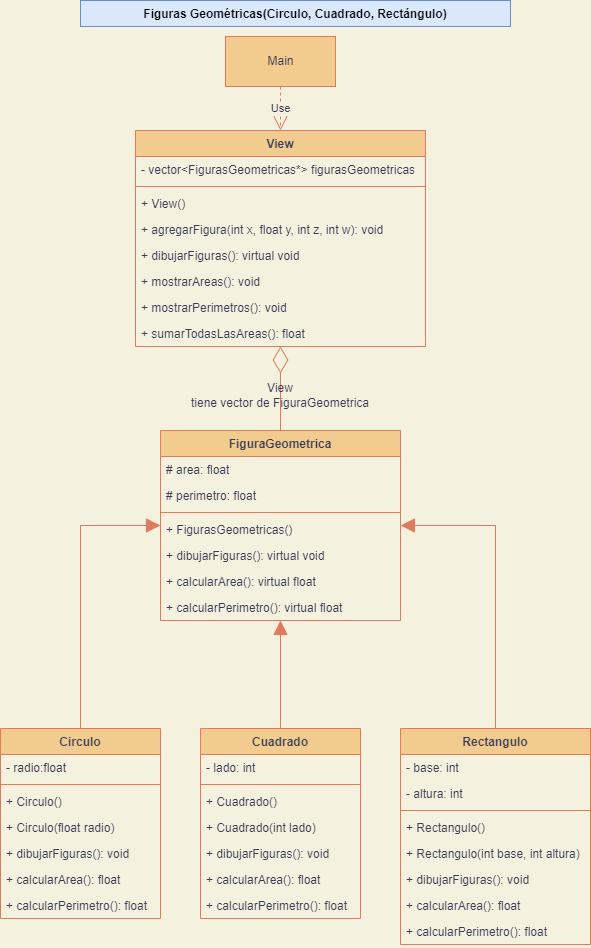 Figuras Geométricas(Circulo, Cuadrado, Rectángulo)
Main
Use
View
- vector<FigurasGeometricas*> figurasGeometricas
+ View()
+ agregarFigura(int x, float y, int z, int w): void
+ dibujarFiguras(): virtual void
+ mostrarAreas(): void
+ mostrarPerimetros(): void
+ sumarTodasLasAreas(): float
View
tiene vector de FiguraGeometrica
FiguraGeometrica
# area: float
# perimetro: float
+ FigurasGeometricas()
+ dibujarFiguras(): virtual void
+ calcularArea(): virtual float
+ calcularPerimetro(): virtual float
Circulo
- radio:float
+ Circulo()
+ Circulo(float radio)
+ dibujarFiguras(): void
+ calcularArea(): float
+ calcularPerimetro(): float
Cuadrado
- lado: int
+ Cuadrado()
+ Cuadrado(int lado)
+ dibujarFiguras(): void
+ calcularArea(): float
+ calcularPerimetro(): float
Rectangulo
- base: int
- altura: int
+ Rectangulo()
+ Rectangulo(int base, int altura)
+ dibujarFiguras(): void
+ calcularArea(): float
+ calcularPerimetro(): float